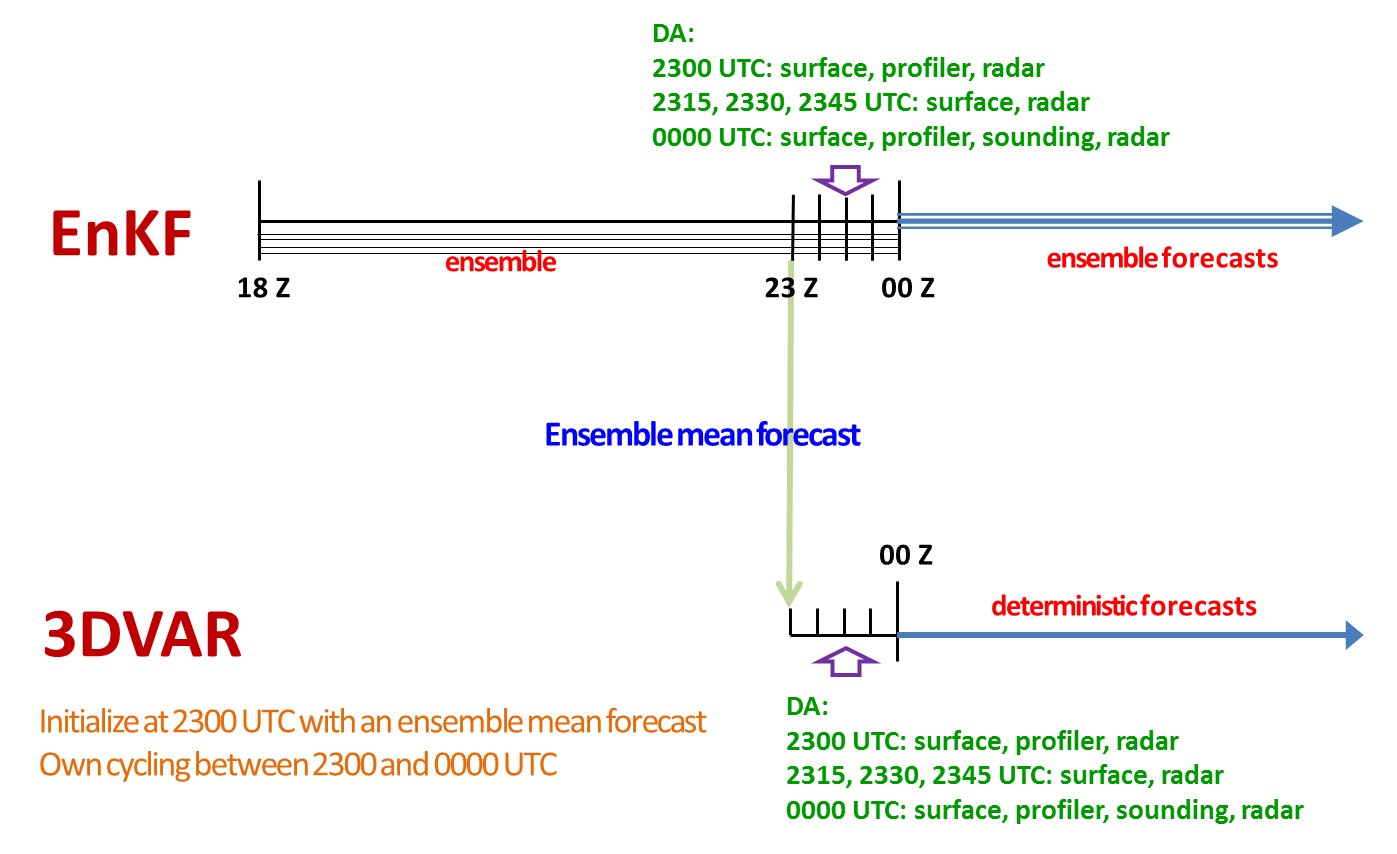 DA:
2300 UTC: surface, profiler, radar
2315, 2330, 2345 UTC: surface, radar
0000 UTC: surface, profiler, sounding, radar
EnKF
ensemble
ensemble forecasts
18 Z
23 Z
00 Z
Ensemble mean forecast
00 Z
3DVAR
deterministic forecasts
Initialize at 2300 UTC with an ensemble mean forecast
Own cycling between 2300 and 0000 UTC
DA:
2300 UTC: surface, profiler, radar
2315, 2330, 2345 UTC: surface, radar
0000 UTC: surface, profiler, sounding, radar